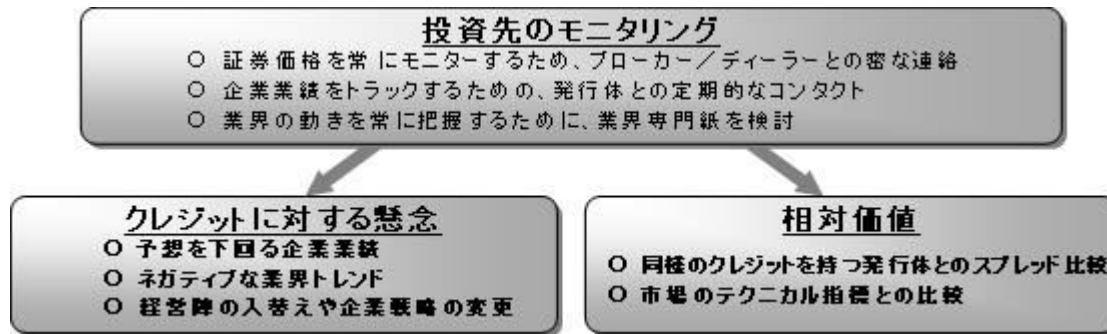 投資先のモニタリング
○ 証券価格を常にモニターするため、ブローカー／ディーラーとの密な連絡
○ 企業業績をトラックするための、発行体との定期的なコンタクト
○ 業界の動きを常に把握するために、業界専門紙を検討
クレジットに対する懸念
○ 予想を下回る企業業績
○ ネガティブな業界トレンド
○ 経営陣の入替えや企業戦略の変更
相対価値
○ 同様のクレジットを持つ発行体とのスプレッド比較
○ 市場のテクニカル指標との比較